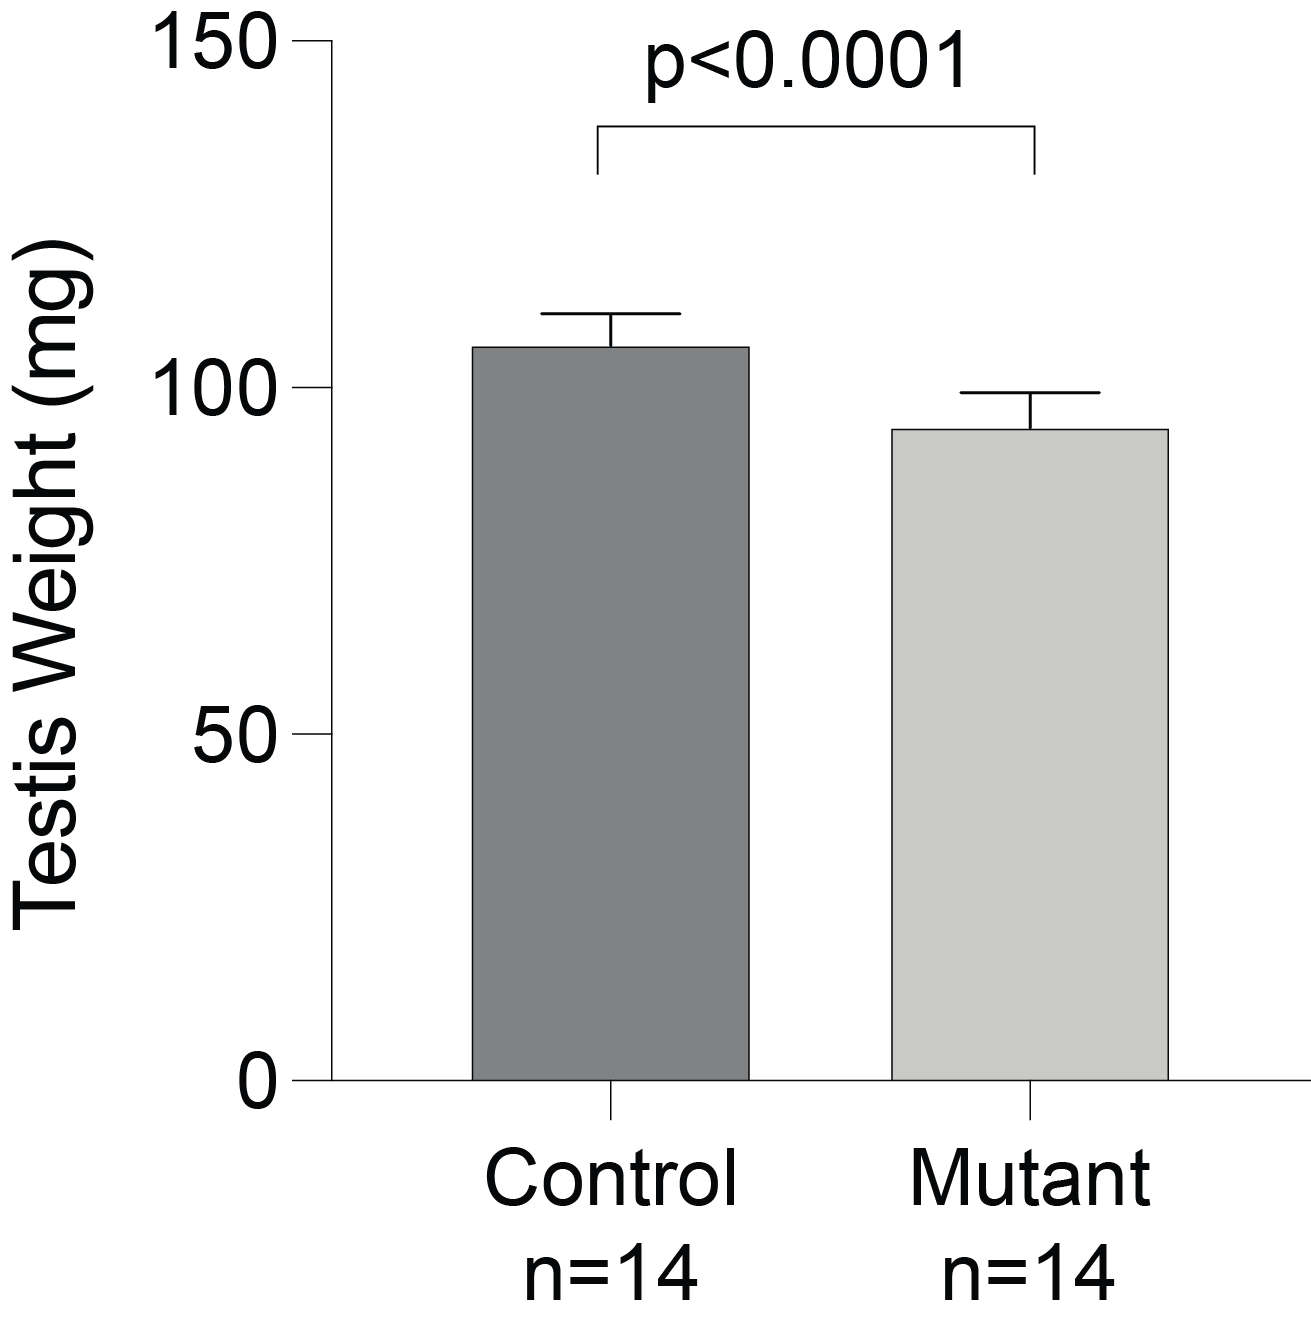 150
p<0.0001
Testis Weight (mg)
100
50
0
Control
n=14
Mutant
n=14